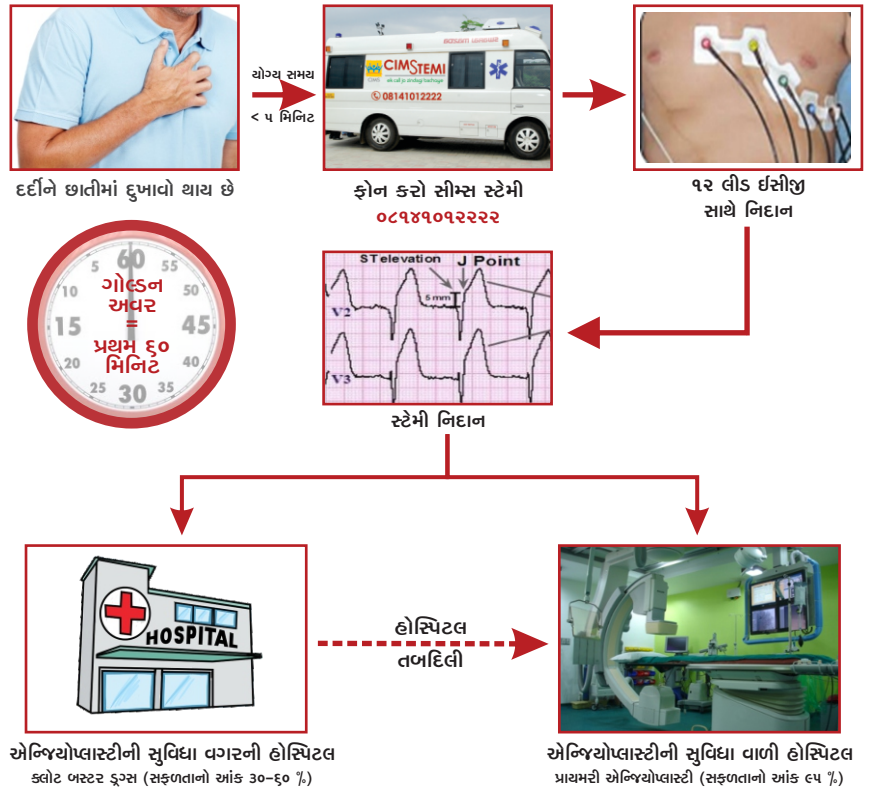 યોગ્ય સમય
< ૫ મિનિટ
CIMSTEMI
08141012222
દર્દીને છાતીમાં દુખાવો થાય છે
ફોન કરો સીમ્સ સ્ટેમી
૦૮૧૪૧૦૧૨૨૨૨
૧૨ લીડ ઈસીજી
સાથે નિદાન
60
5
55
10
50
15
45
20
40
25
35
30
ગોલ્ડન
અવર
=
પ્રથમ ૬૦
મિનિટ
ST elevation
J Point
5 mm
V2
V3
સ્ટેમી નિદાન
HOSPITAL
હોસ્પિટલ
તબદિલી
એન્જિયોપ્લાસ્ટીની સુવિધા વગરની હોસ્પિટલ
ક્લોટ બસ્ટર ડ્રગ્સ (સફળતાનો આંક ૩૦-૬૦ %)
એન્જિયોપ્લાસ્ટીની સુવિધા વાળી હોસ્પિટલ
પ્રાયમરી એન્જિયોપ્લાસ્ટી (સફળતાનો આંક ૯૫ %)